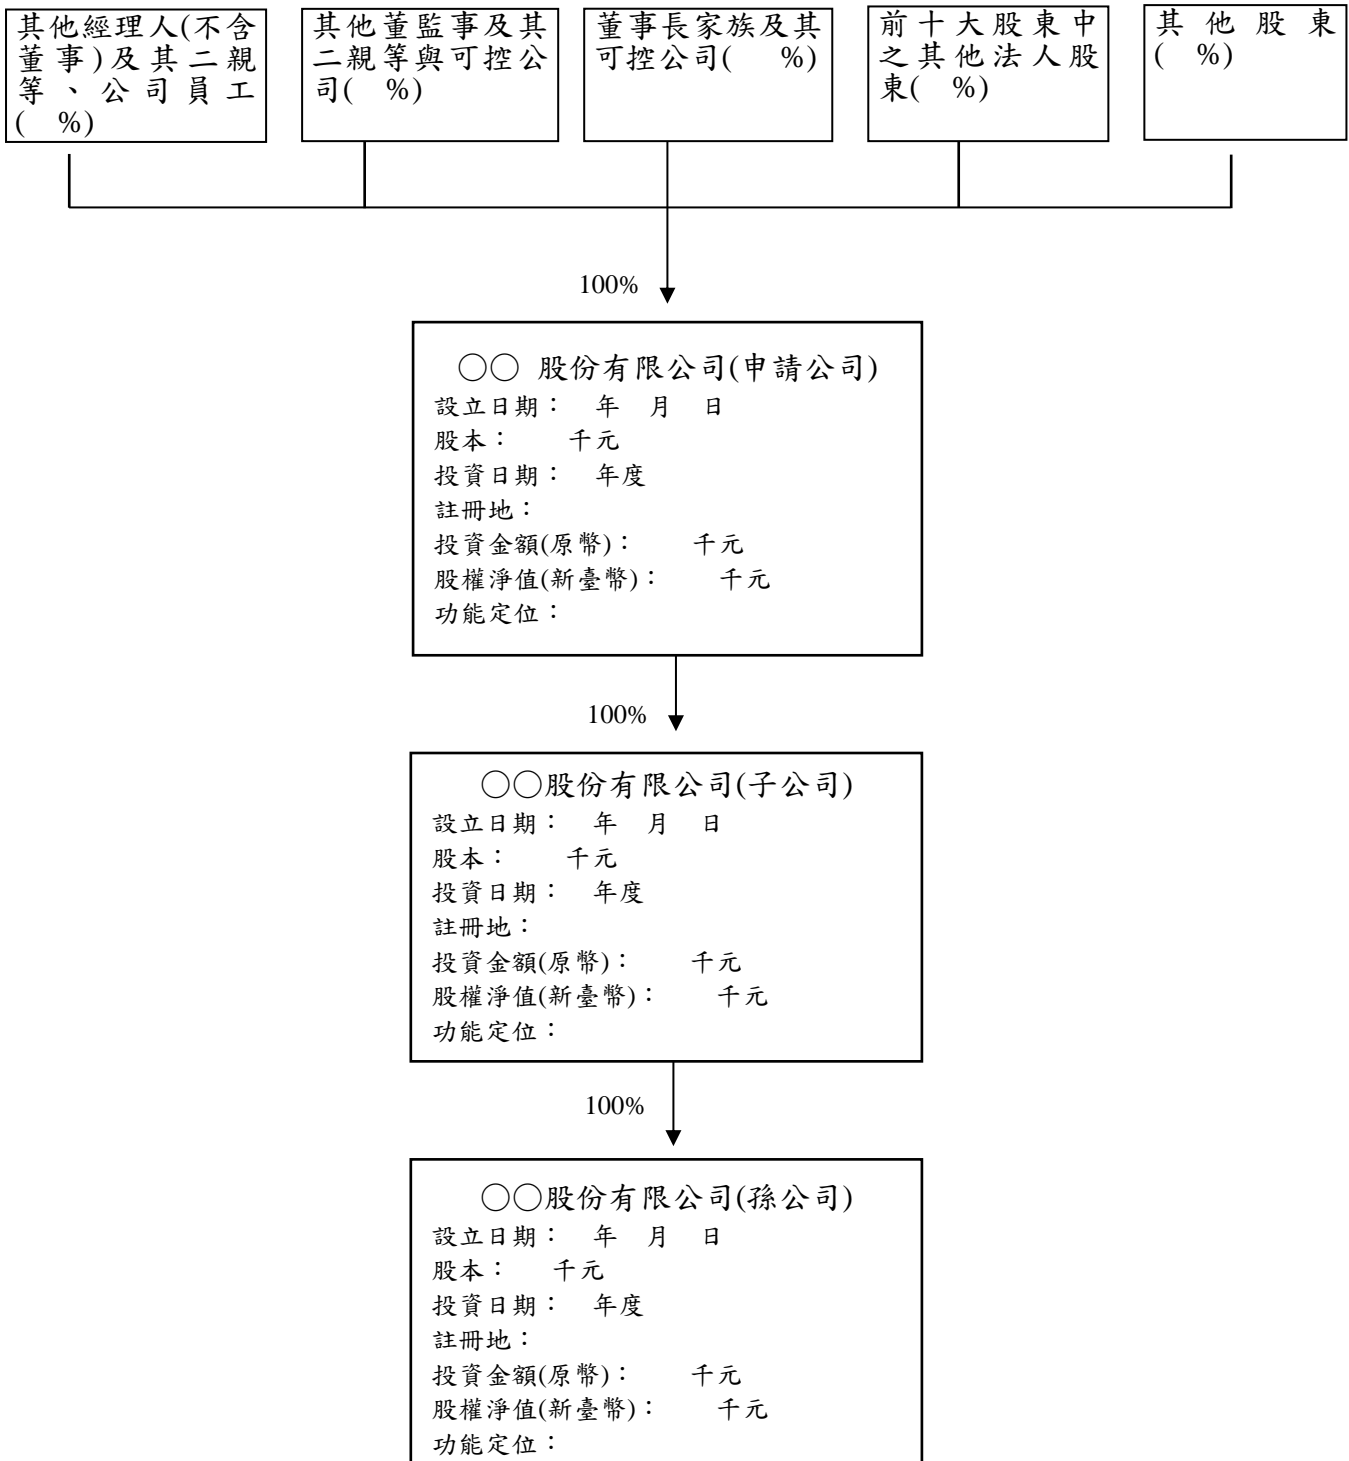 其他經理人(不含
董事)及其二親
等、公司員工
(　%)
其他董監事及其
二親等與可控公
司(　%)
董事長家族及其
可控公司(　%)
前十大股東中
之其他法人股
東(　%)
其他股東
(　%)
100%
○○ 股份有限公司(申請公司)
設立日期：　年　月　日
股本：　　千元
投資日期：　年度
註冊地：
投資金額(原幣)：　　千元
股權淨值(新臺幣)：　　千元
功能定位：
100%
○○股份有限公司(子公司)
設立日期：　年　月　日
股本：　　千元
投資日期：　年度
註冊地：
投資金額(原幣)：　　千元
股權淨值(新臺幣)：　　千元
功能定位：
100%
○○股份有限公司(孫公司)
設立日期：　年　月　日
股本：　千元
投資日期：　年度
註冊地：
投資金額(原幣)：　　千元
股權淨值(新臺幣)：　　千元
功能定位：